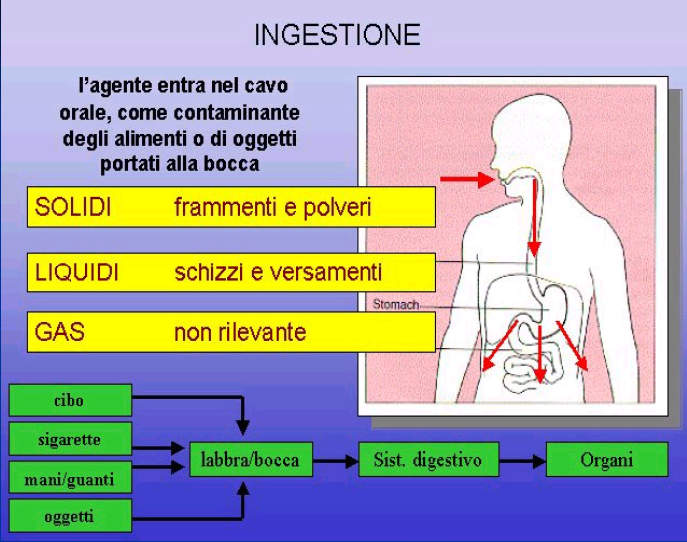 INGESTIONE
l'agente entra nel cavo
orale, come contaminante
degli alimenti o di oggetti
portati alla bocca
SOLIDI frammenti e polveri
LIQUIDI schizzi e versamenti
GAS non rilevante
Stomach
cibo
sigarette
mani/guanti
oggetti
labbra/bocca
Sist. digestivo
Organi